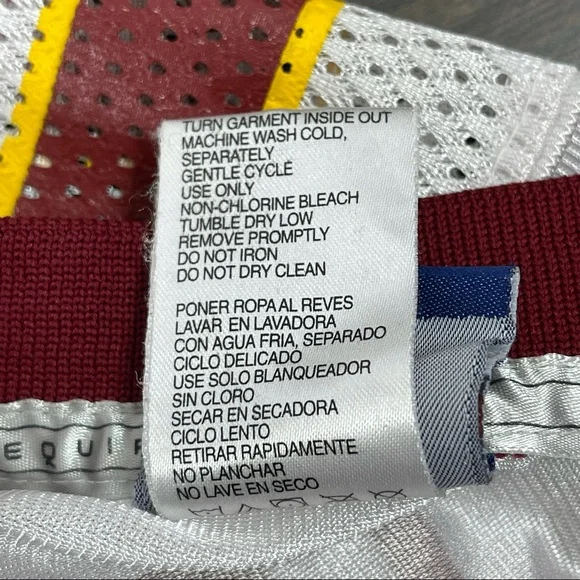 TURN GARMENT INSIDE OUT
MACHINE WASH COLD,
SEPARATELY
GENTLE CYCLE
USE ONLY
NON-CHLORINE BLEACH
TUMBLE DRY LOW
REMOVE PROMPTLY
DO NOT IRON
DO NOT DRY CLEAN
PONER ROPA AL REVES
LAVAR EN LAVADORA
CON AGUA FRIA, SEPARADO
CICLO DELICADO
USE SOLO BLANQUEADOR
SIN CLORO
SECAR EN SECADORA
CICLO LENTO
RETIRAR RAPIDAMENTE
NO PLANCHAR
NO LAVE EN SECO